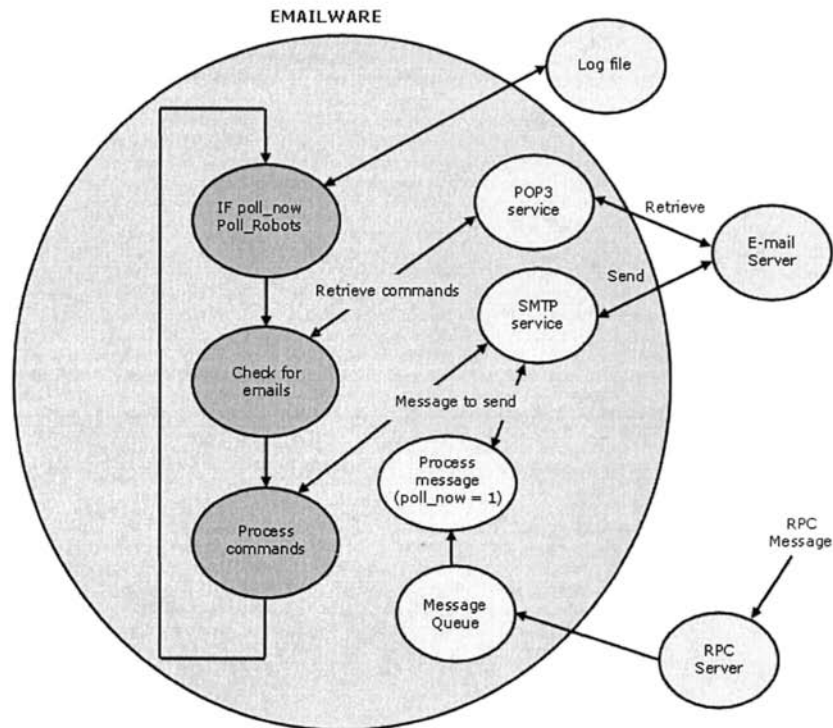 EMAILWARE
Log file
IF poll_now
Poll_Robots
POP3
service
Retrieve
E-mail
Server
Retrieve commands
Send
SMTP
service
Check for
emails
Message to send
Process
message
(poll_now = 1)
Process
commands
RPC
Message
Message
Queue
RPC
Server